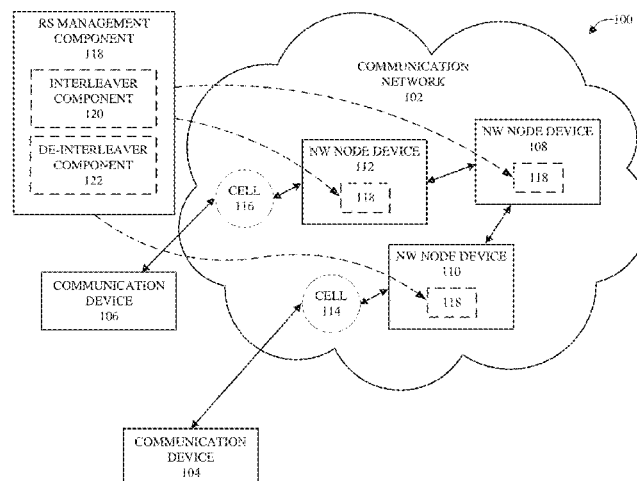 100
RS MANAGEMENT
COMPONENT
118
INTERLEAVER
COMPONENT
120
DE-INTERLEAVER
COMPONENT
122
COMMUNICATION
NETWORK
102
NW NODE DEVICE
108
118
NW NODE DEVICE
112
118
CELL
116
NW NODE DEVICE
110
118
CELL
114
COMMUNICATION
DEVICE
106
COMMUNICATION
DEVICE
104